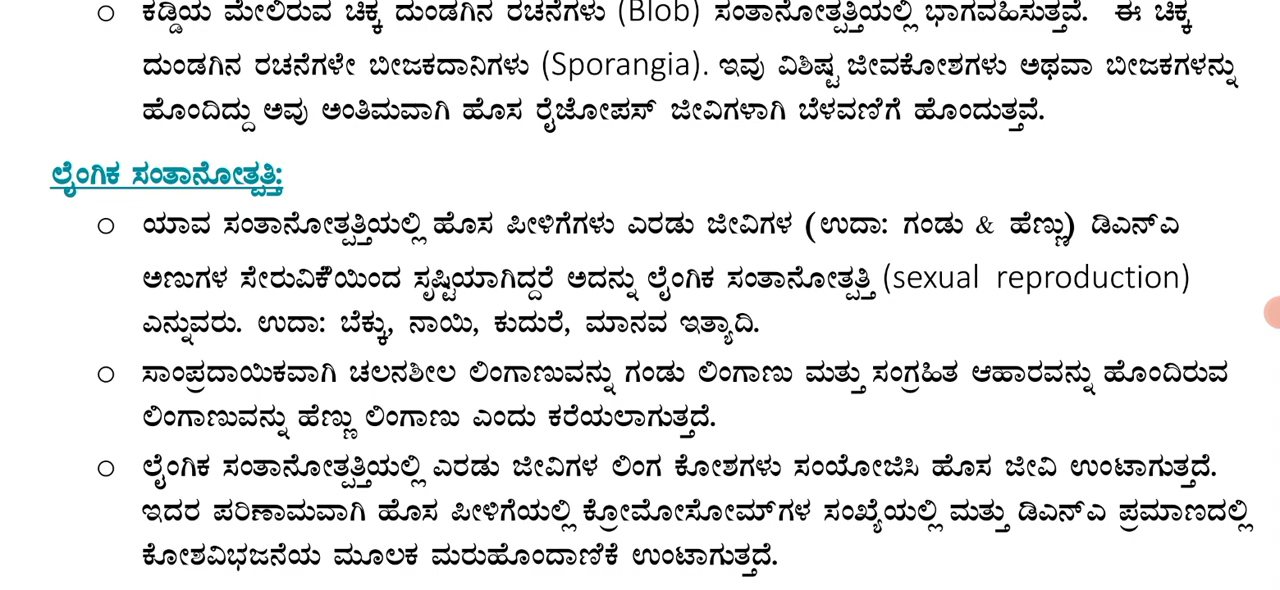 ಕಡ್ಡಿಯ ಮೇಲಿರುವ ಚಿಕ್ಕ ದುಂಡಗಿನ ರಚನೆಗಳು (Blob) ಸಂತಾನೋತ್ಪತ್ತಿಯಲ್ಲಿ ಭಾಗವಹಿಸುತ್ತವೆ. ಈ ಚಿಕ್ಕ
ದುಂಡಗಿನ ರಚನೆಗಳೇ ಬೀಜಕದಾನಿಗಳು (Sporangia). ಇವು ವಿಶಿಷ್ಟ ಜೀವಕೋಶಗಳು ಅಥವಾ ಬೀಜಕಗಳನ್ನು
ಹೊಂದಿದ್ದು ಅವು ಅಂತಿಮವಾಗಿ ಹೊಸ ರೈಜೋಪಸ್ ಜೀವಿಗಳಾಗಿ ಬೆಳವಣಿಗೆ ಹೊಂದುತ್ತವೆ.
ಲೈಂಗಿಕ ಸಂತಾನೋತ್ಪತ್ತಿ:
ಯಾವ ಸಂತಾನೋತ್ಪತ್ತಿಯಲ್ಲಿ ಹೊಸ ಪೀಳಿಗೆಗಳು ಎರಡು ಜೀವಿಗಳ (ಉದಾ: ಗಂಡು & ಹೆಣ್ಣು) ಡಿಎನ್ಎ
ಅಣುಗಳ ಸೇರುವಿಕೆಯಿಂದ ಸೃಷ್ಟಿಯಾಗಿದ್ದರೆ ಅದನ್ನು ಲೈಂಗಿಕ ಸಂತಾನೋತ್ಪತ್ತಿ (sexual reproduction)
ಎನ್ನುವರು. ಉದಾ: ಬೆಕ್ಕು, ನಾಯಿ, ಕುದುರೆ, ಮಾನವ ಇತ್ಯಾದಿ.
ಸಾಂಪ್ರದಾಯಿಕವಾಗಿ ಚಲನಶೀಲ ಲಿಂಗಾಣುವನ್ನು ಗಂಡು ಲಿಂಗಾಣು ಮತ್ತು ಸಂಗ್ರಹಿತ ಆಹಾರವನ್ನು ಹೊಂದಿರುವ
ಲಿಂಗಾಣುವನ್ನು ಹೆಣ್ಣು ಲಿಂಗಾಣು ಎಂದು ಕರೆಯಲಾಗುತ್ತದೆ.
ಲೈಂಗಿಕ ಸಂತಾನೋತ್ಪತ್ತಿಯಲ್ಲಿ ಎರಡು ಜೀವಿಗಳ ಲಿಂಗ ಕೋಶಗಳು ಸಂಯೋಜಿಸಿ ಹೊಸ ಜೀವಿ ಉಂಟಾಗುತ್ತದೆ.
ಇದರ ಪರಿಣಾಮವಾಗಿ ಹೊಸ ಪೀಳಿಗೆಯಲ್ಲಿ ಕ್ರೋಮೋಸೋಮ್‌ಗಳ ಸಂಖ್ಯೆಯಲ್ಲಿ ಮತ್ತು ಡಿಎನ್ಎ ಪ್ರಮಾಣದಲ್ಲಿ
ಕೋಶವಿಭಜನೆಯ ಮೂಲಕ ಮರುಹೊಂದಾಣಿಕೆ ಉಂಟಾಗುತ್ತದೆ.